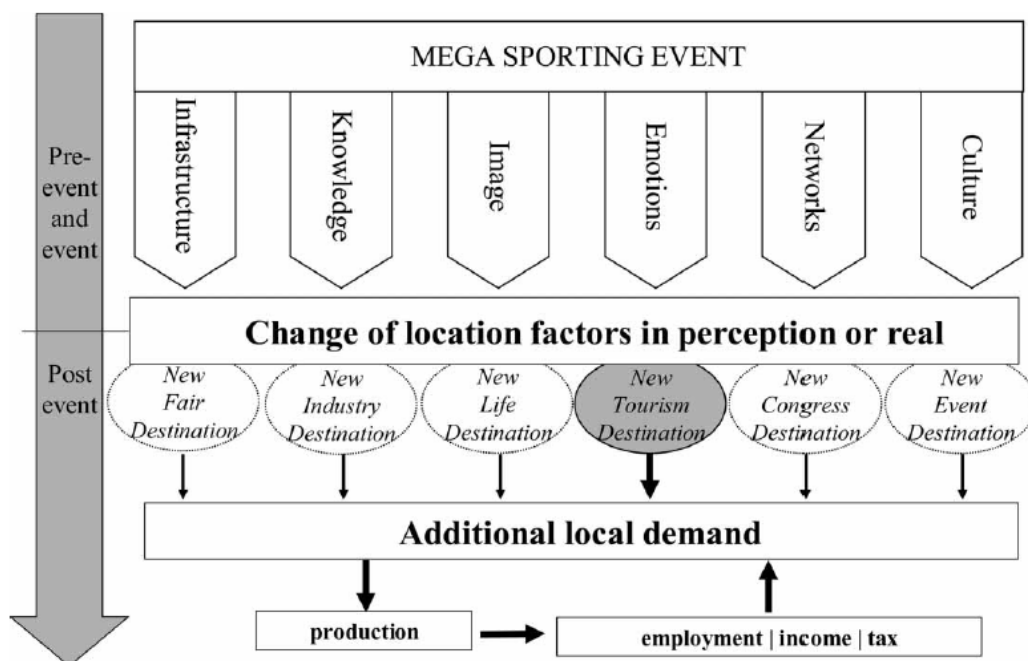 MEGA SPORTING EVENT
Infrastructure
Knowledge
Image
Emotions
Networks
Culture
Pre-
event
and
event
Change of location factors in perception or real
Post
event
New
Fair
Destination
New
Industry
Destination
New
Life
Destination
New
Tourism
Destination
New
Congress
Destination
New
Event
Destination
Additional local demand
production
employment | income | tax